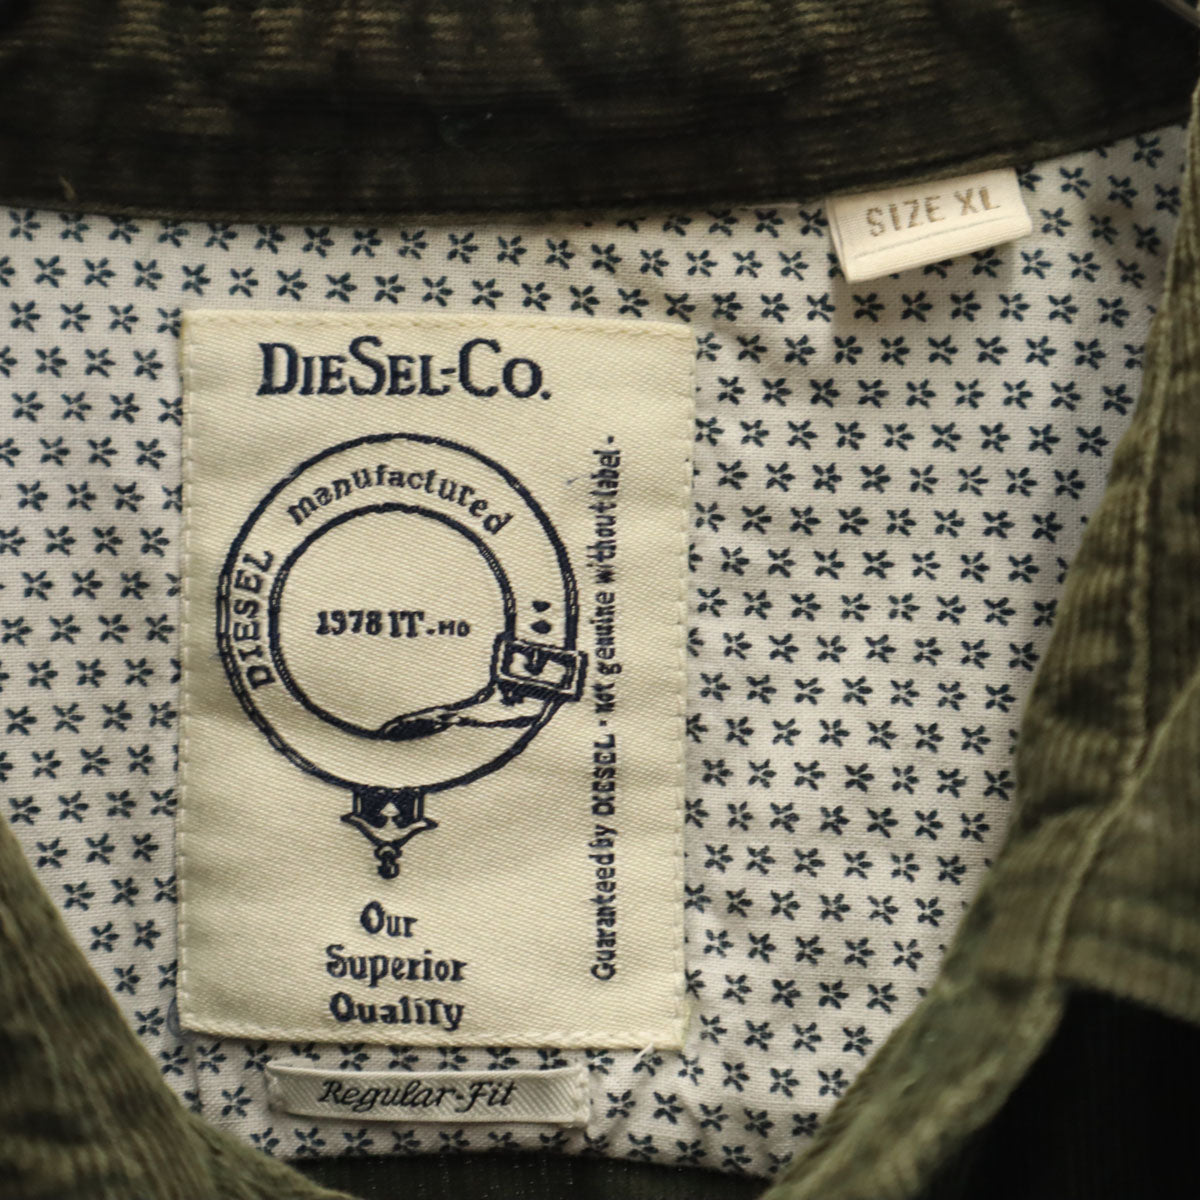 SIZE XL
DIESEL-CO.
manufactured
DIESEL
1978 IT.MO
Guaranteed by DIESEL - not genuine without label -
Our
Superior
Quality
Regular-Fit